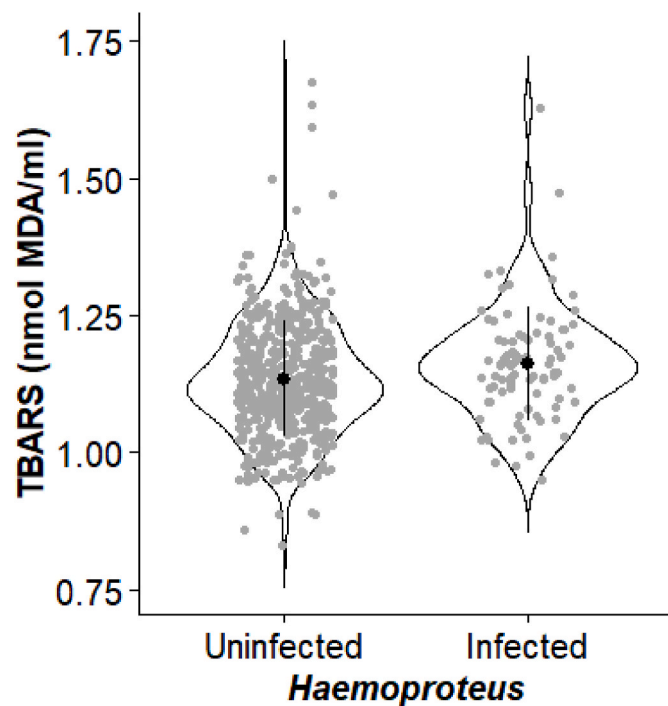 TBARS (nmol MDA/ml)
1.75
1.50
1.25
1.00
0.75
Uninfected Infected
Haemoproteus